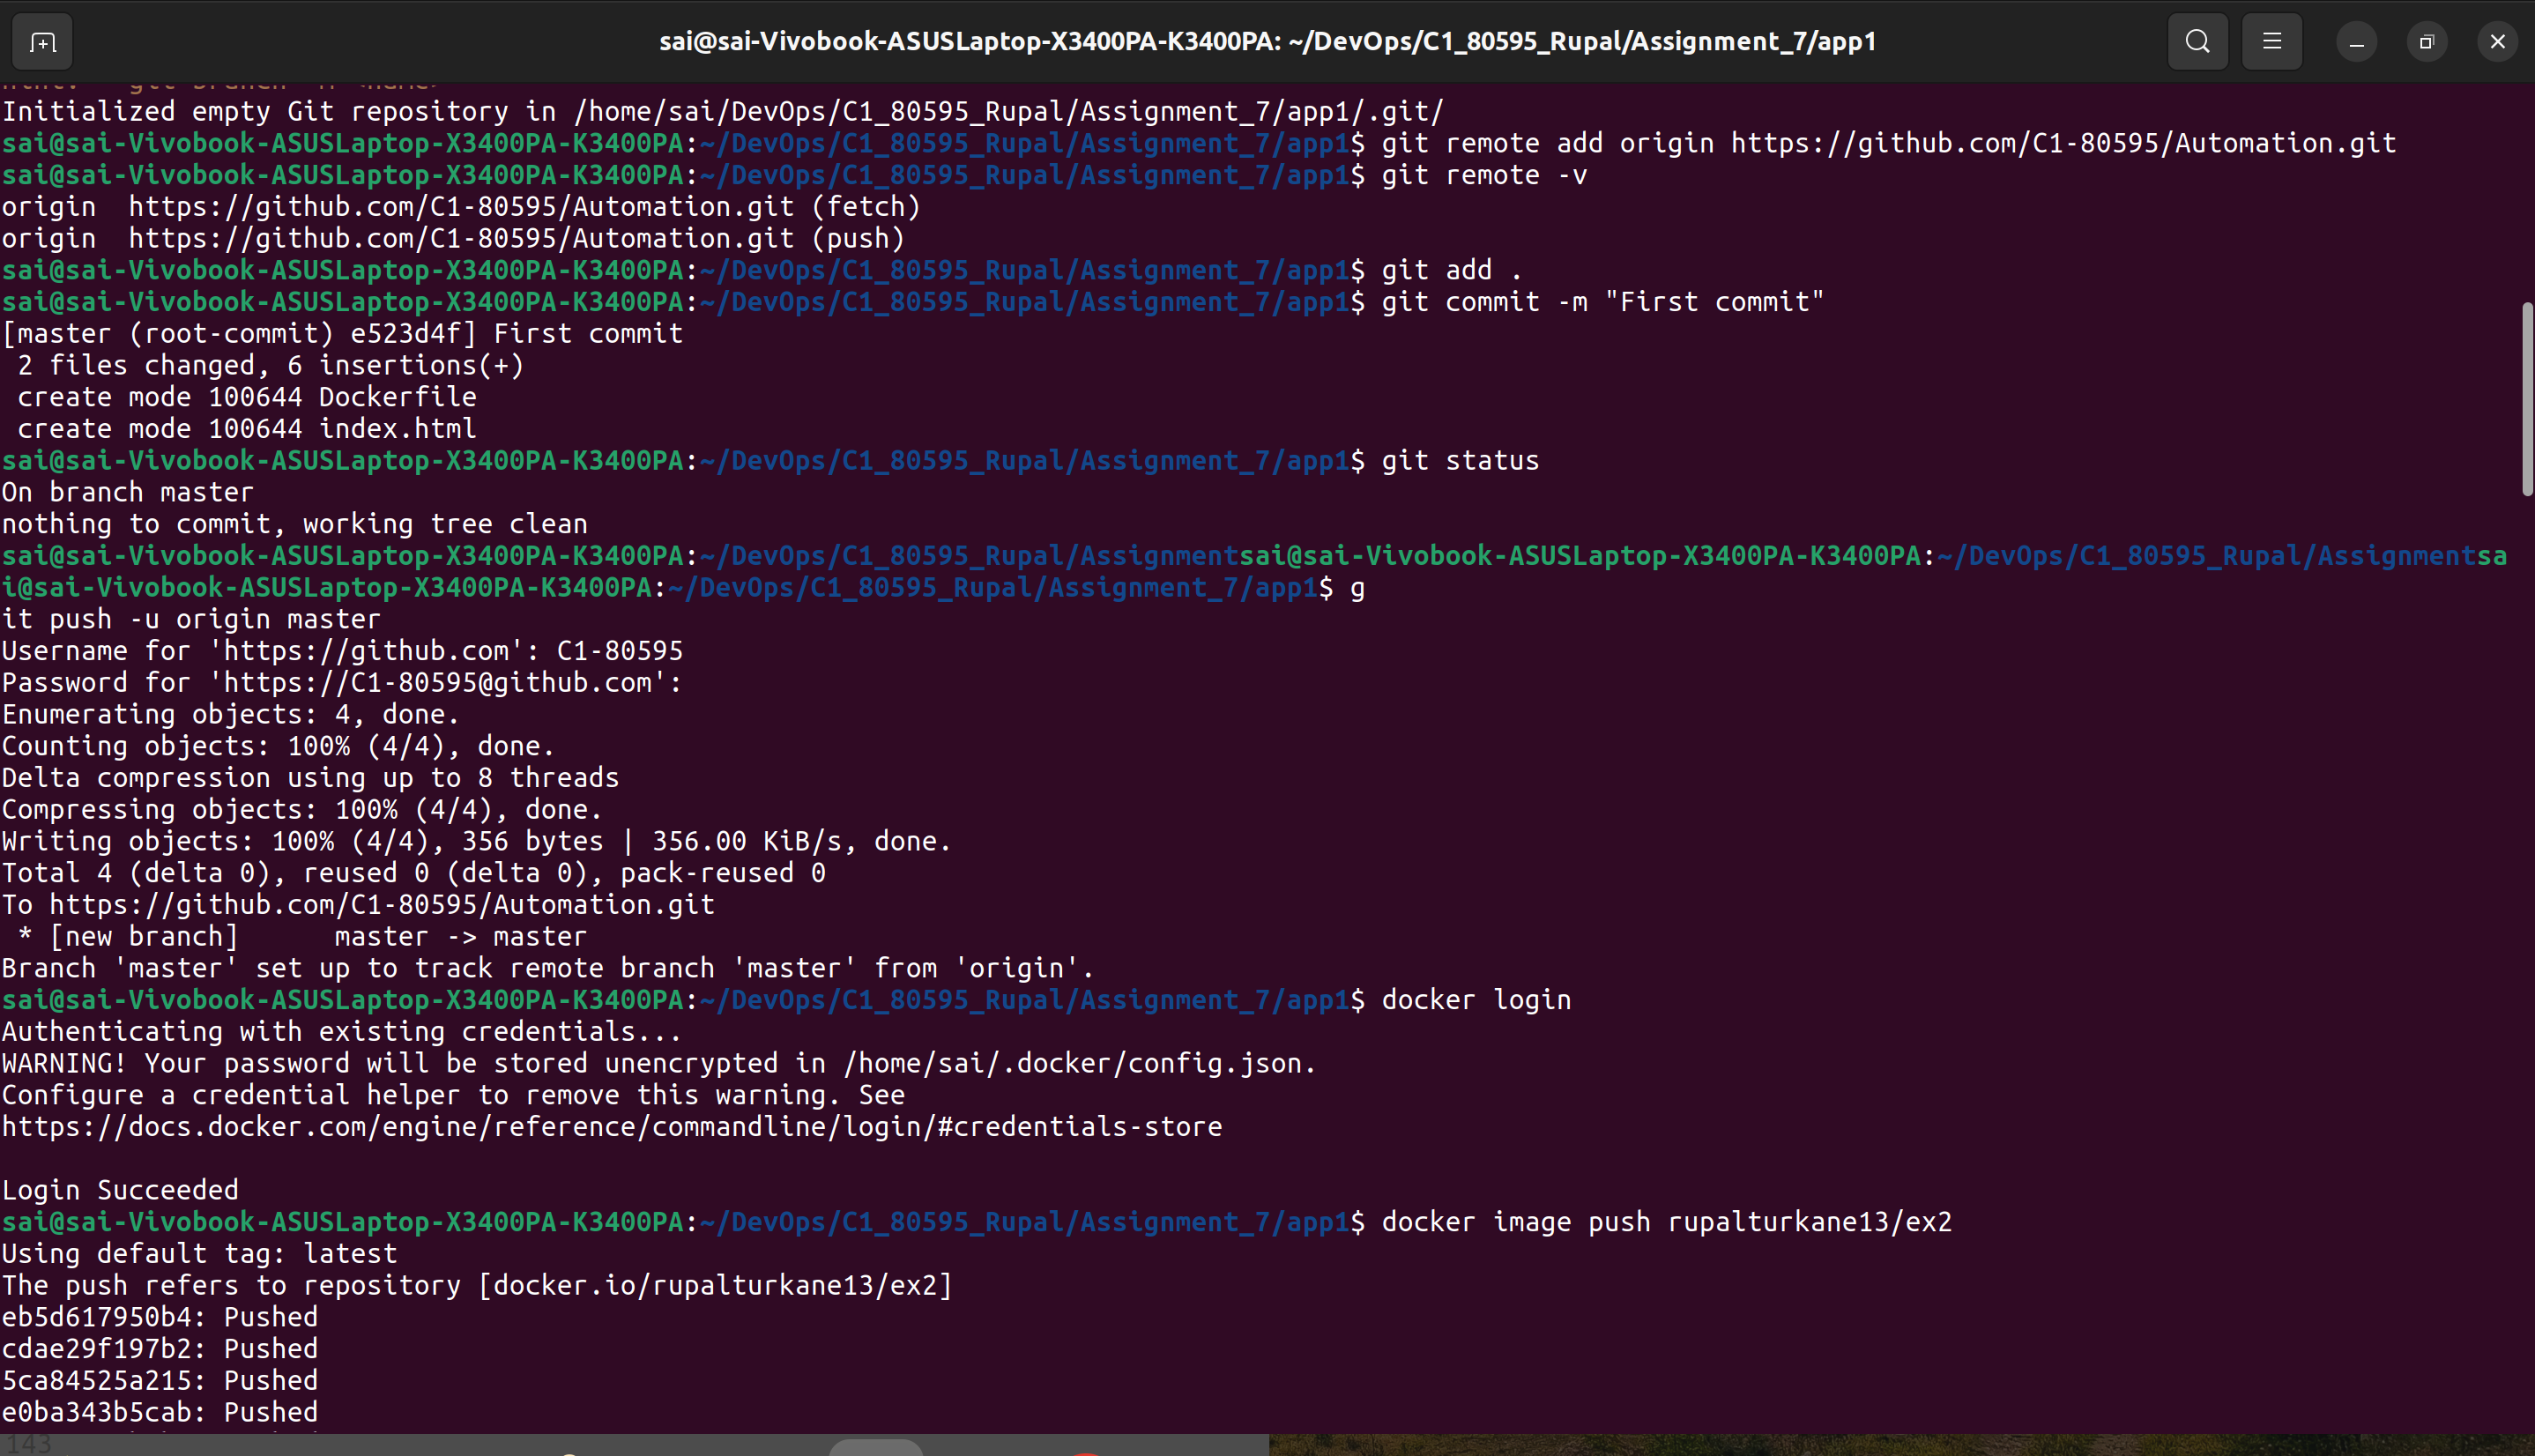 sai@sai-Vivobook-ASUSLaptop-X3400PA-K3400PA: ~/DevOps/C1_80595_Rupal/Assignment_7/app1
Initialized empty Git repository in /home/sai/DevOps/C1_80595_Rupal/Assignment_7/app1/.git/
sai@sai-Vivobook-ASUSLaptop-X3400PA-K3400PA:~/DevOps/C1_80595_Rupal/Assignment_7/app1$ git remote add origin https://github.com/C1-80595/Automation.git
sai@sai-Vivobook-ASUSLaptop-X3400PA-K3400PA:~/DevOps/C1_80595_Rupal/Assignment_7/app1$ git remote -v
origin  https://github.com/C1-80595/Automation.git (fetch)
origin  https://github.com/C1-80595/Automation.git (push)
sai@sai-Vivobook-ASUSLaptop-X3400PA-K3400PA:~/DevOps/C1_80595_Rupal/Assignment_7/app1$ git add .
sai@sai-Vivobook-ASUSLaptop-X3400PA-K3400PA:~/DevOps/C1_80595_Rupal/Assignment_7/app1$ git commit -m "First commit"
[master (root-commit) e523d4f] First commit
 2 files changed, 6 insertions(+)
 create mode 100644 Dockerfile
 create mode 100644 index.html
sai@sai-Vivobook-ASUSLaptop-X3400PA-K3400PA:~/DevOps/C1_80595_Rupal/Assignment_7/app1$ git status
On branch master
nothing to commit, working tree clean
sai@sai-Vivobook-ASUSLaptop-X3400PA-K3400PA:~/DevOps/C1_80595_Rupal/Assignmentsai@sai-Vivobook-ASUSLaptop-X3400PA-K3400PA:~/DevOps/C1_80595_Rupal/Assignmentsa
i@sai-Vivobook-ASUSLaptop-X3400PA-K3400PA:~/DevOps/C1_80595_Rupal/Assignment_7/app1$ g
it push -u origin master
Username for 'https://github.com': C1-80595
Password for 'https://C1-80595@github.com':
Enumerating objects: 4, done.
Counting objects: 100% (4/4), done.
Delta compression using up to 8 threads
Compressing objects: 100% (4/4), done.
Writing objects: 100% (4/4), 356 bytes | 356.00 KiB/s, done.
Total 4 (delta 0), reused 0 (delta 0), pack-reused 0
To https://github.com/C1-80595/Automation.git
 * [new branch]      master -> master
Branch 'master' set up to track remote branch 'master' from 'origin'.
sai@sai-Vivobook-ASUSLaptop-X3400PA-K3400PA:~/DevOps/C1_80595_Rupal/Assignment_7/app1$ docker login
Authenticating with existing credentials...
WARNING! Your password will be stored unencrypted in /home/sai/.docker/config.json.
Configure a credential helper to remove this warning. See
https://docs.docker.com/engine/reference/commandline/login/#credentials-store

Login Succeeded
sai@sai-Vivobook-ASUSLaptop-X3400PA-K3400PA:~/DevOps/C1_80595_Rupal/Assignment_7/app1$ docker image push rupalturkane13/ex2
Using default tag: latest
The push refers to repository [docker.io/rupalturkane13/ex2]
eb5d617950b4: Pushed
cdae29f197b2: Pushed
5ca84525a215: Pushed
e0ba343b5cab: Pushed
143